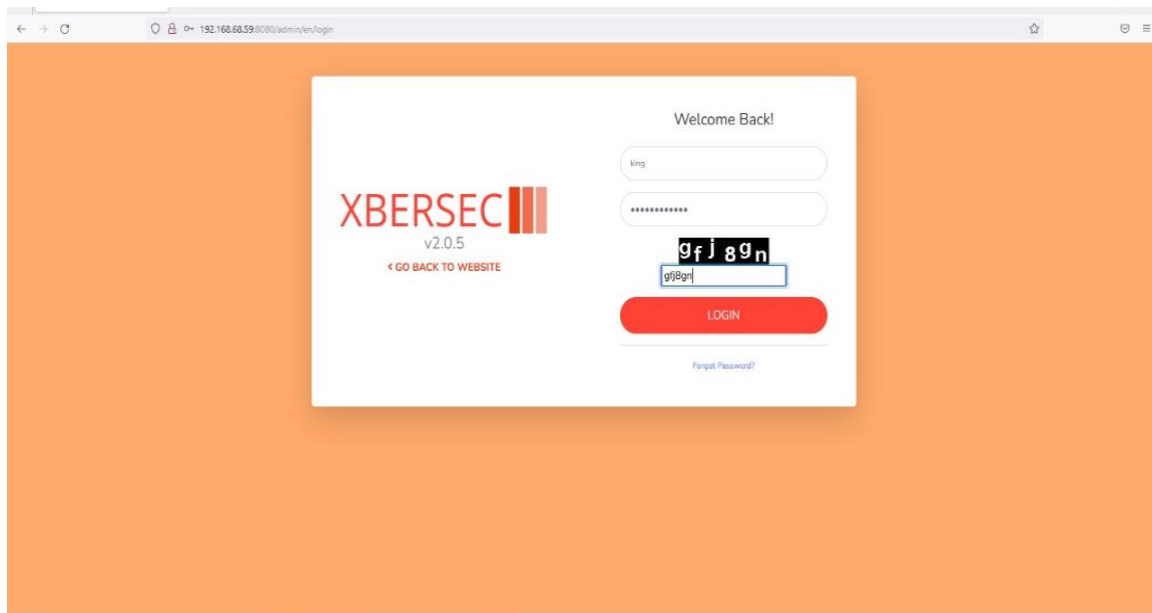 192.168.68.59:8080/admin/en/login
XBERSEC
v2.0.5
< GO BACK TO WEBSITE
Welcome Back!
king
••••••••••••
gfj8gn
gfj8gn
LOGIN
Forgot Password?